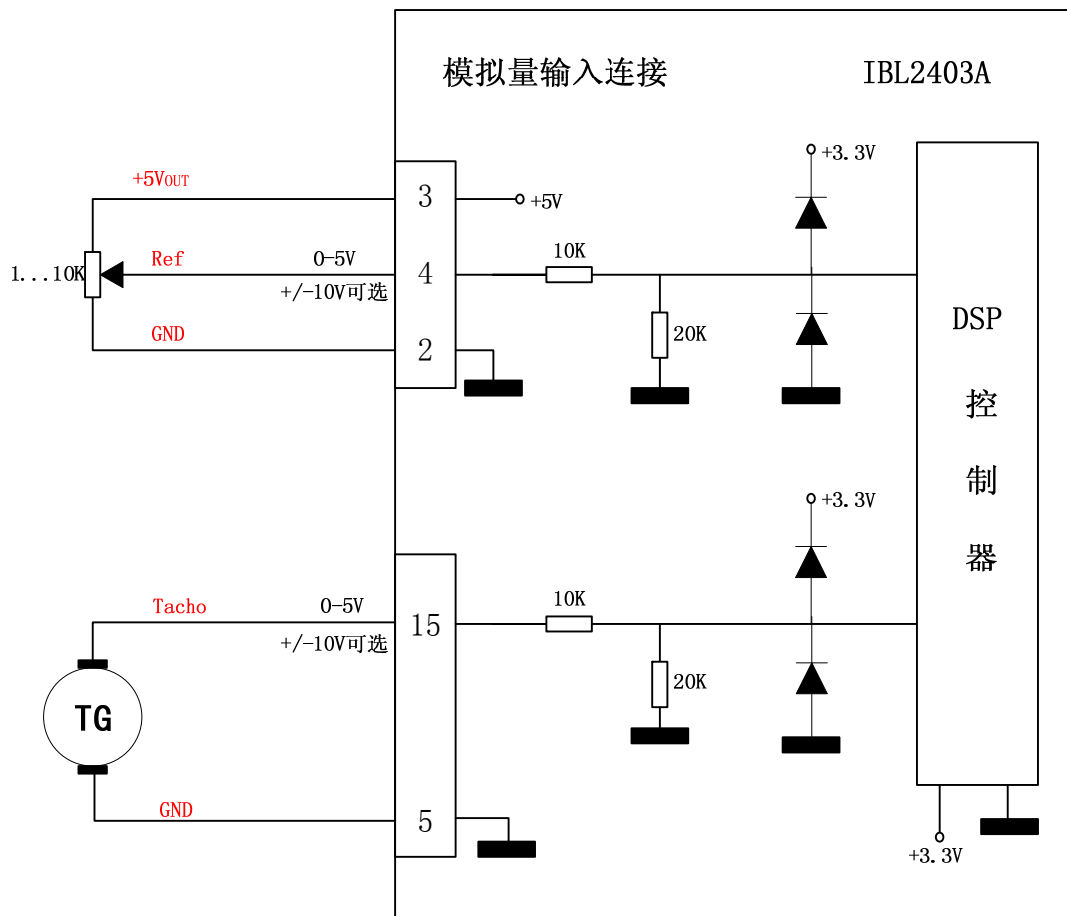 模拟量输入连接
IBL2403A
+3.3V
+5VOUT
3
+5V
Ref
0-5V
10K
1...10K
4
+/-10V可选
DSP
控
制
器
GND
20K
2
+3.3V
Tacho
0-5V
10K
15
+/-10V可选
20K
TG
GND
5
+3.3V